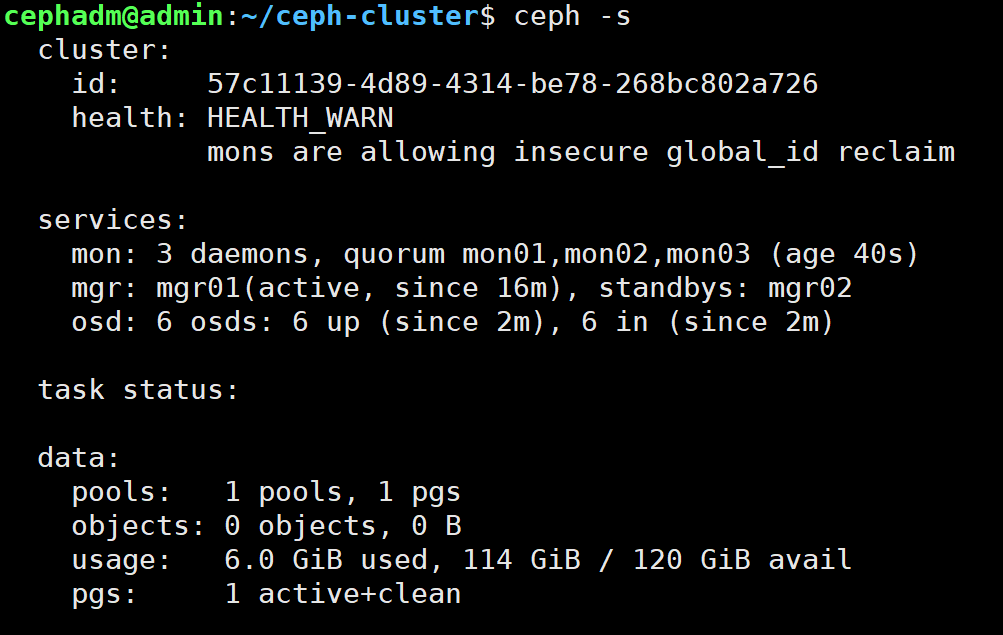 cephadm@admin:~/ceph-cluster$ ceph -s
  cluster:
    id:     57c11139-4d89-4314-be78-268bc802a726
    health: HEALTH_WARN
            mons are allowing insecure global_id reclaim

  services:
    mon: 3 daemons, quorum mon01,mon02,mon03 (age 40s)
    mgr: mgr01(active, since 16m), standbys: mgr02
    osd: 6 osds: 6 up (since 2m), 6 in (since 2m)

  task status:

  data:
    pools:   1 pools, 1 pgs
    objects: 0 objects, 0 B
    usage:   6.0 GiB used, 114 GiB / 120 GiB avail
    pgs:     1 active+clean